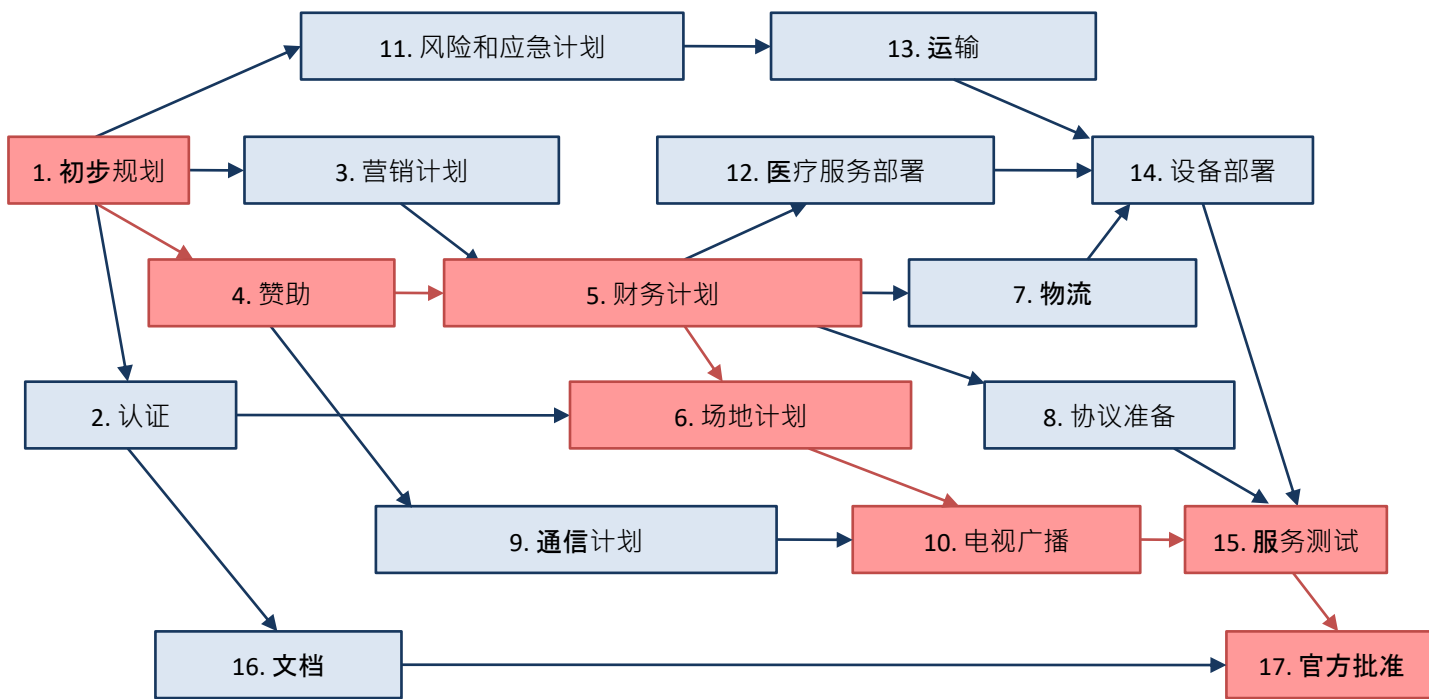 11. 风险和应急计划
13. 运输
1. 初步规划
3. 营销计划
12. 医疗服务部署
14. 设备部署
4. 赞助
5. 财务计划
7. 物流
2. 认证
6. 场地计划
8. 协议准备
9. 通信计划
10. 电视广播
15. 服务测试
16. 文档
17. 官方批准